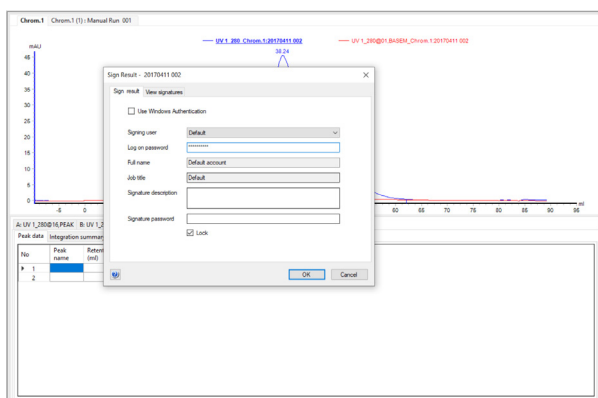 Chrom.1 Chrom.1 (1) : Manual Run 001
mAU
UV 1_280_Chrom.1:20170411 002 UV 1_280@01,BASEM_Chrom.1:20170411 002
38.24
45
40
35
30
25
20
15
10
5
0
-5 0 60 65 70 75 80 85 90 95 ml
Sign Result - 20170411 002
Sign result View signatures
Use Windows Authentication
Signing user Default
Log on password **********
Full name Default account
Job title Default
Signature description
Signature password
Lock
OK Cancel
A: UV 1_280@16,PEAK B: UV 1_2
Peak data Integration summar
No Peak name Retent (ml)
1
2